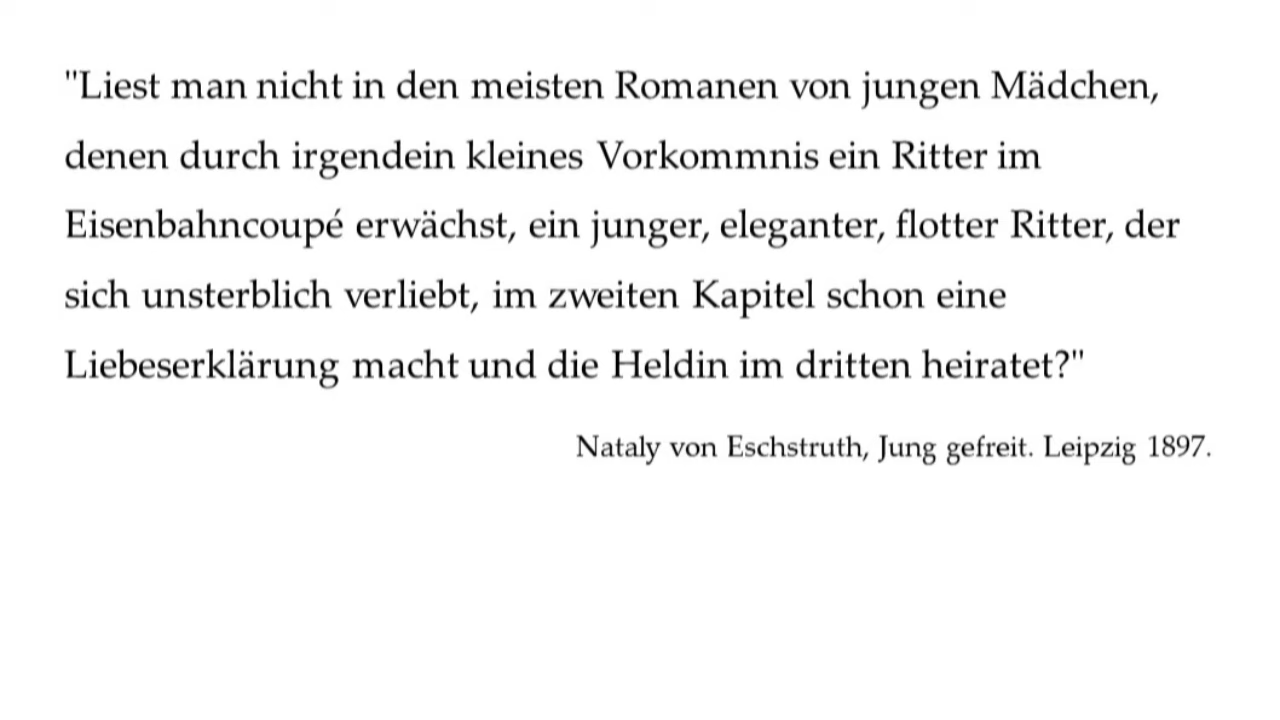 "Liest man nicht in den meisten Romanen von jungen Mädchen,
denen durch irgendein kleines Vorkommnis ein Ritter im
Eisenbahncoupé erwächst, ein junger, eleganter, flotter Ritter, der
sich unsterblich verliebt, im zweiten Kapitel schon eine
Liebeserklärung macht und die Heldin im dritten heiratet?"
Nataly von Eschstruth, Jung gefreit. Leipzig 1897.